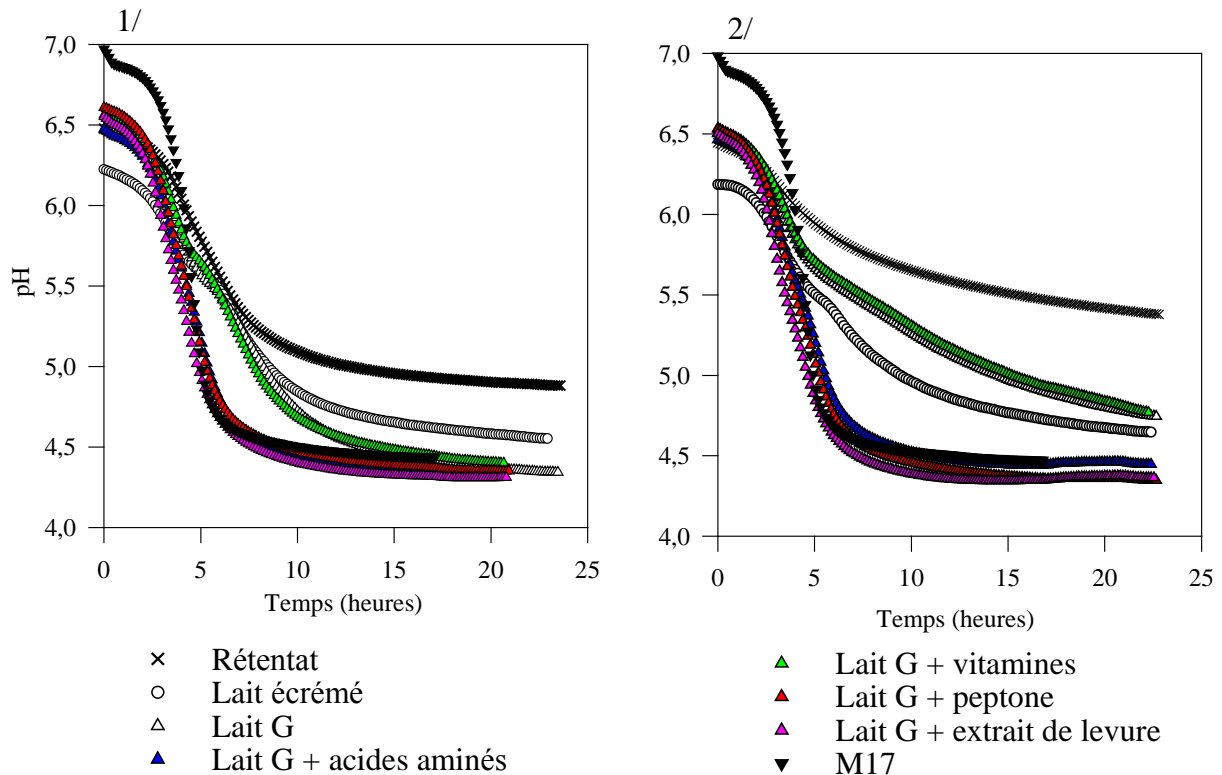 1/
7,0
6,5
6,0
5,5
5,0
4,5
4,0
pH
0 5 10 15 20 25
Temps (heures)
2/
7,0
6,5
6,0
5,5
5,0
4,5
4,0
0 5 10 15 20 25
Temps (heures)
Rétentat
Lait écrémé
Lait G
Lait G + acides aminés
Lait G + vitamines
Lait G + peptone
Lait G + extrait de levure
M17